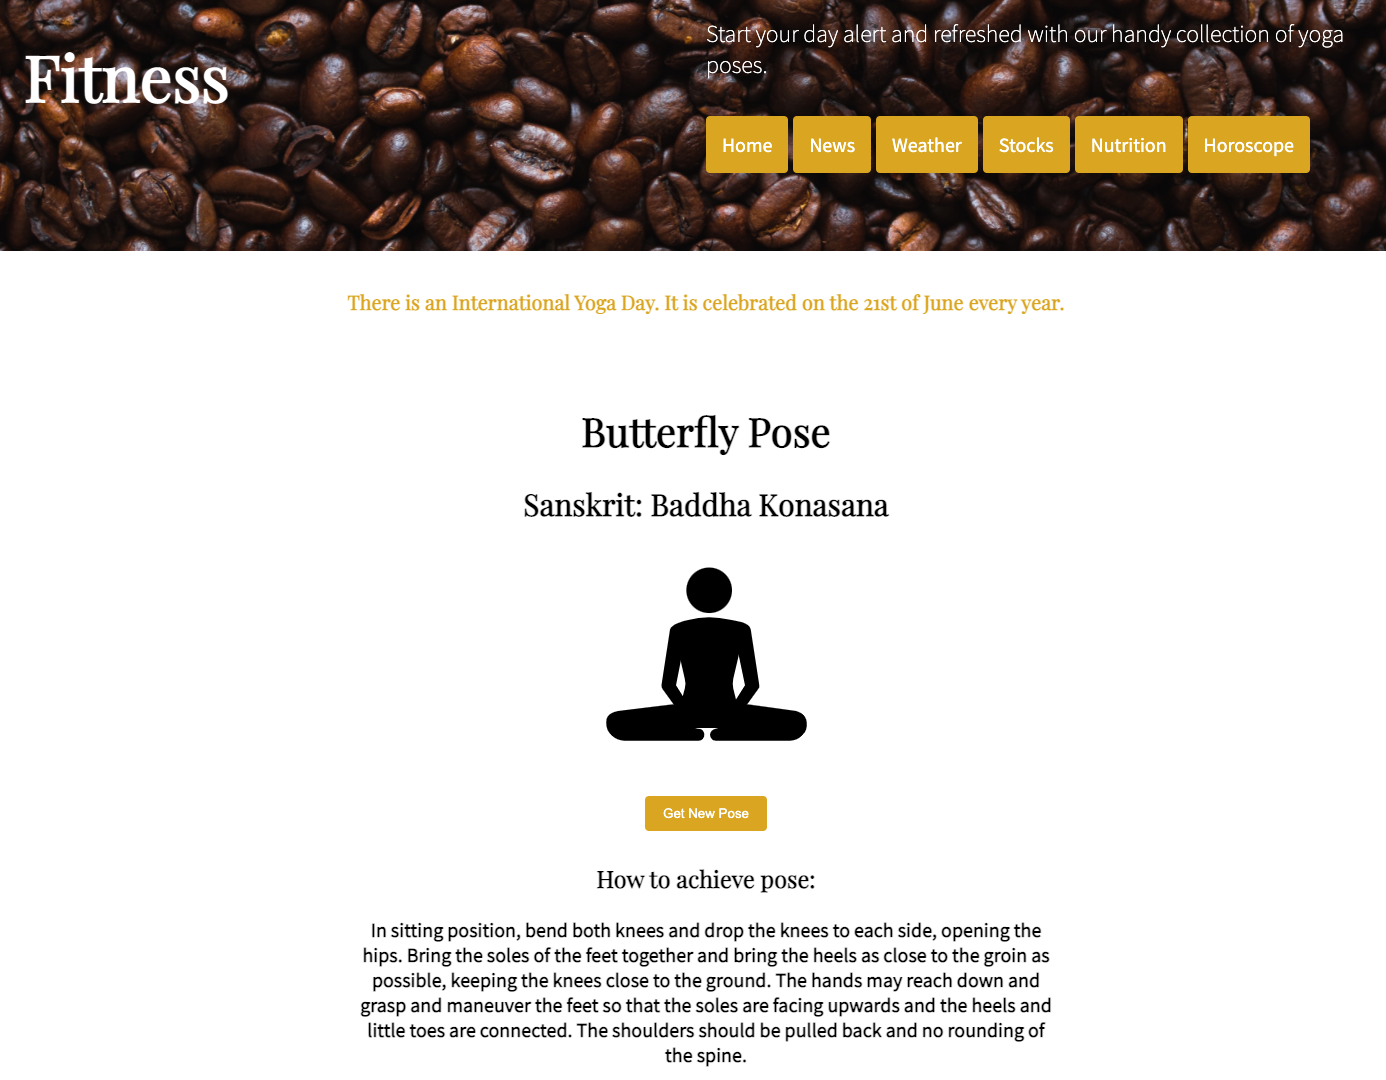 Fitness
Start your day alert and refreshed with our handy collection of yoga
poses.
Home News Weather Stocks Nutrition Horoscope
There is an International Yoga Day. It is celebrated on the 21st of June every year.
Butterfly Pose
Sanskrit: Baddha Konasana
Get New Pose
How to achieve pose:
In sitting position, bend both knees and drop the knees to each side, opening the
hips. Bring the soles of the feet together and bring the heels as close to the groin as
possible, keeping the knees close to the ground. The hands may reach down and
grasp and maneuver the feet so that the soles are facing upwards and the heels and
little toes are connected. The shoulders should be pulled back and no rounding of
the spine.